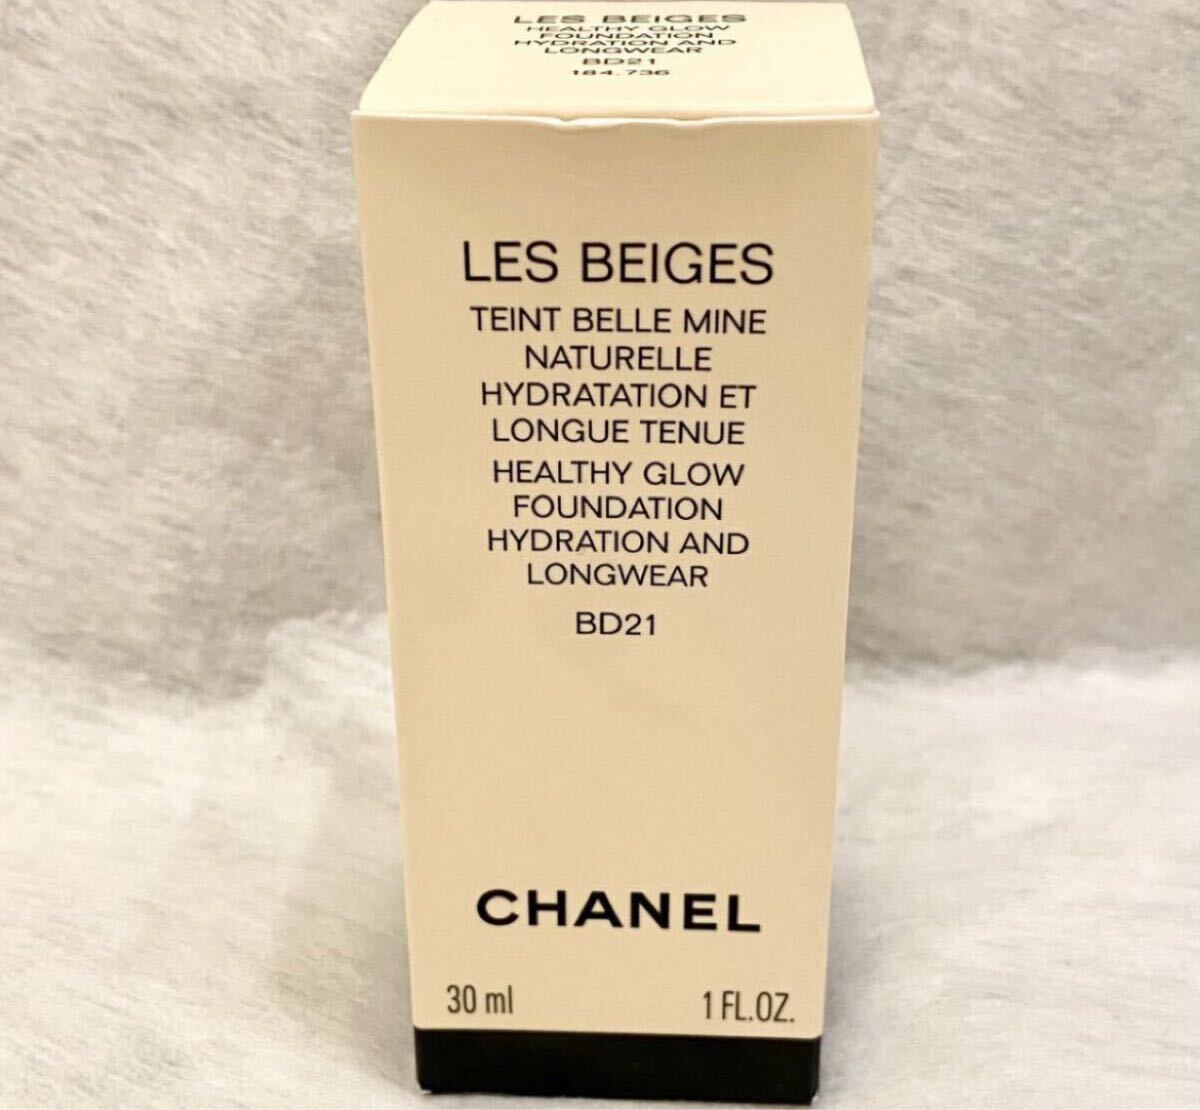 LES BEIGES
HEALTHY GLOW
FOUNDATION
HYDRATION AND
LONGWEAR
BD21
184.736
LES BEIGES
TEINT BELLE MINE
NATURELLE
HYDRATATION ET
LONGUE TENUE
HEALTHY GLOW
FOUNDATION
HYDRATION AND
LONGWEAR
BD21
CHANEL
30 ml 1 FL.OZ.